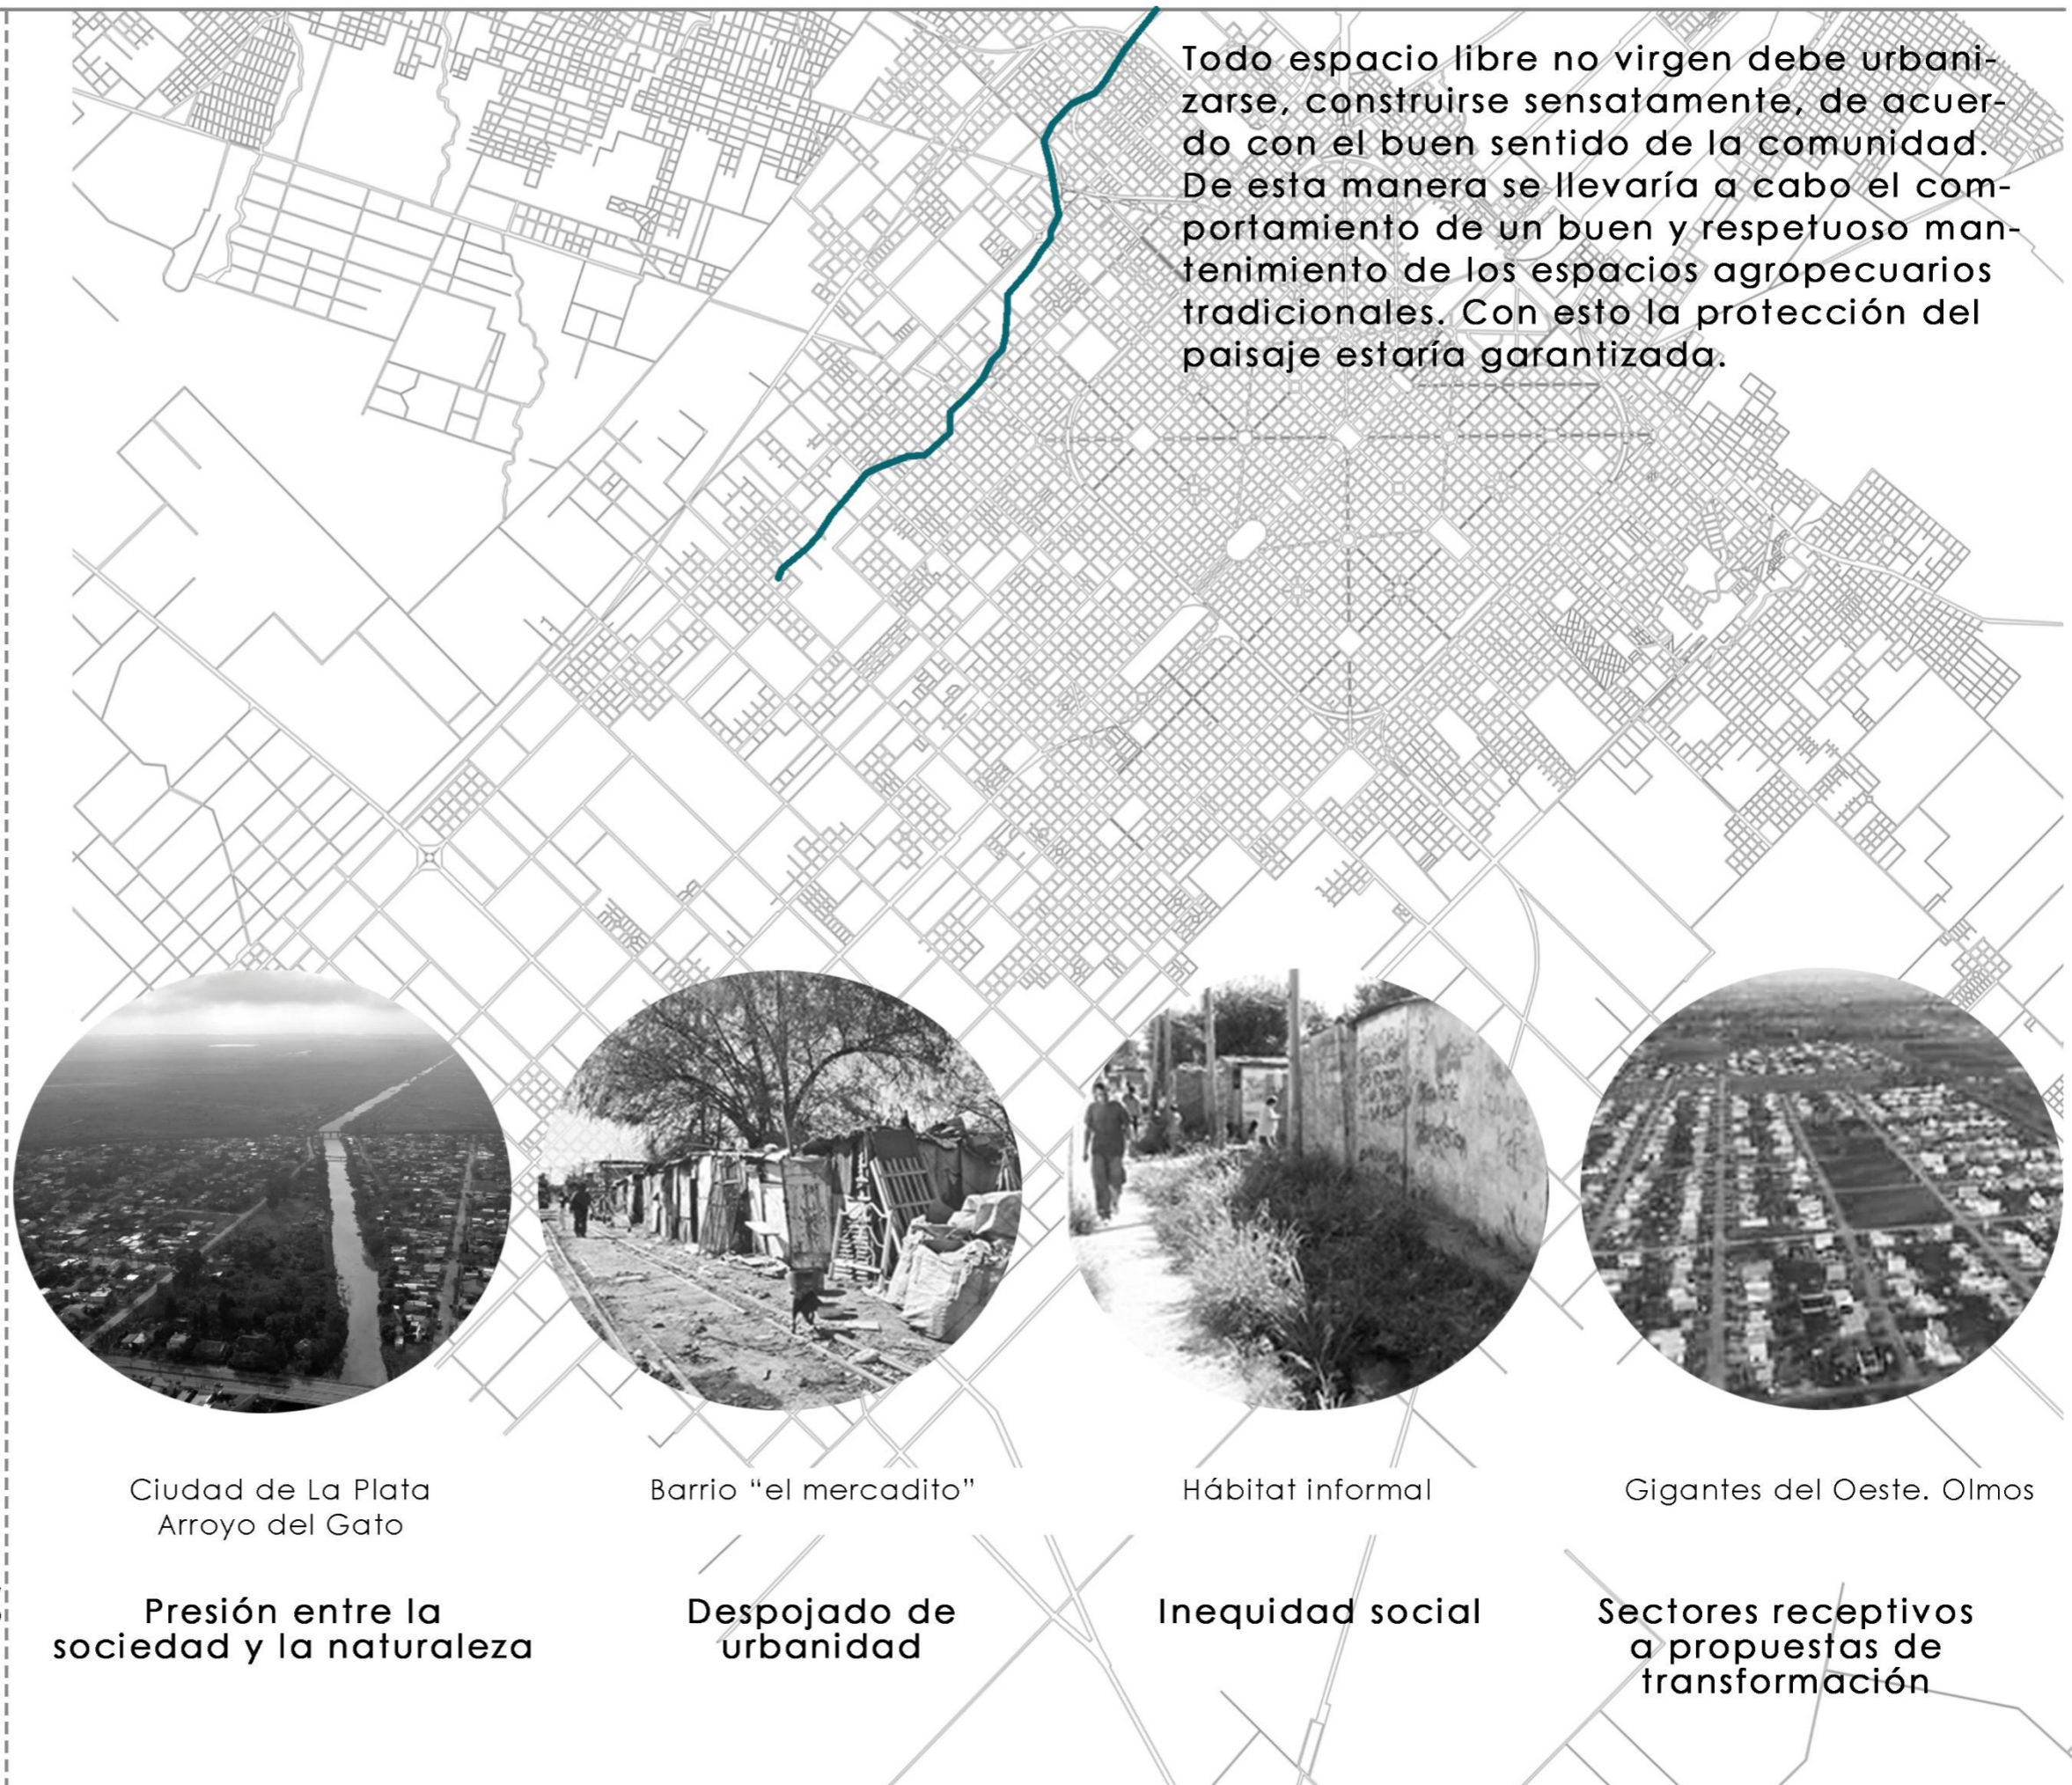 Todo espacio libre no virgen debe urbani-
zarse, construirse sensatamente, de acuer-
do con el buen sentido de la comunidad.
De esta manera se llevaría a cabo el com-
portamiento de un buen y respetuoso man-
tenimiento de los espacios agropecuarios
tradicionales. Con esto la protección del
paisaje estaría garantizada.
Ciudad de La Plata
Arroyo del Gato
Barrio “el mercadito”
Hábitat informal
Gigantes del Oeste. Olmos
Presión entre la
sociedad y la naturaleza
Despojado de
urbanidad
Inequidad social
Sectores receptivos
a propuestas de
transformación